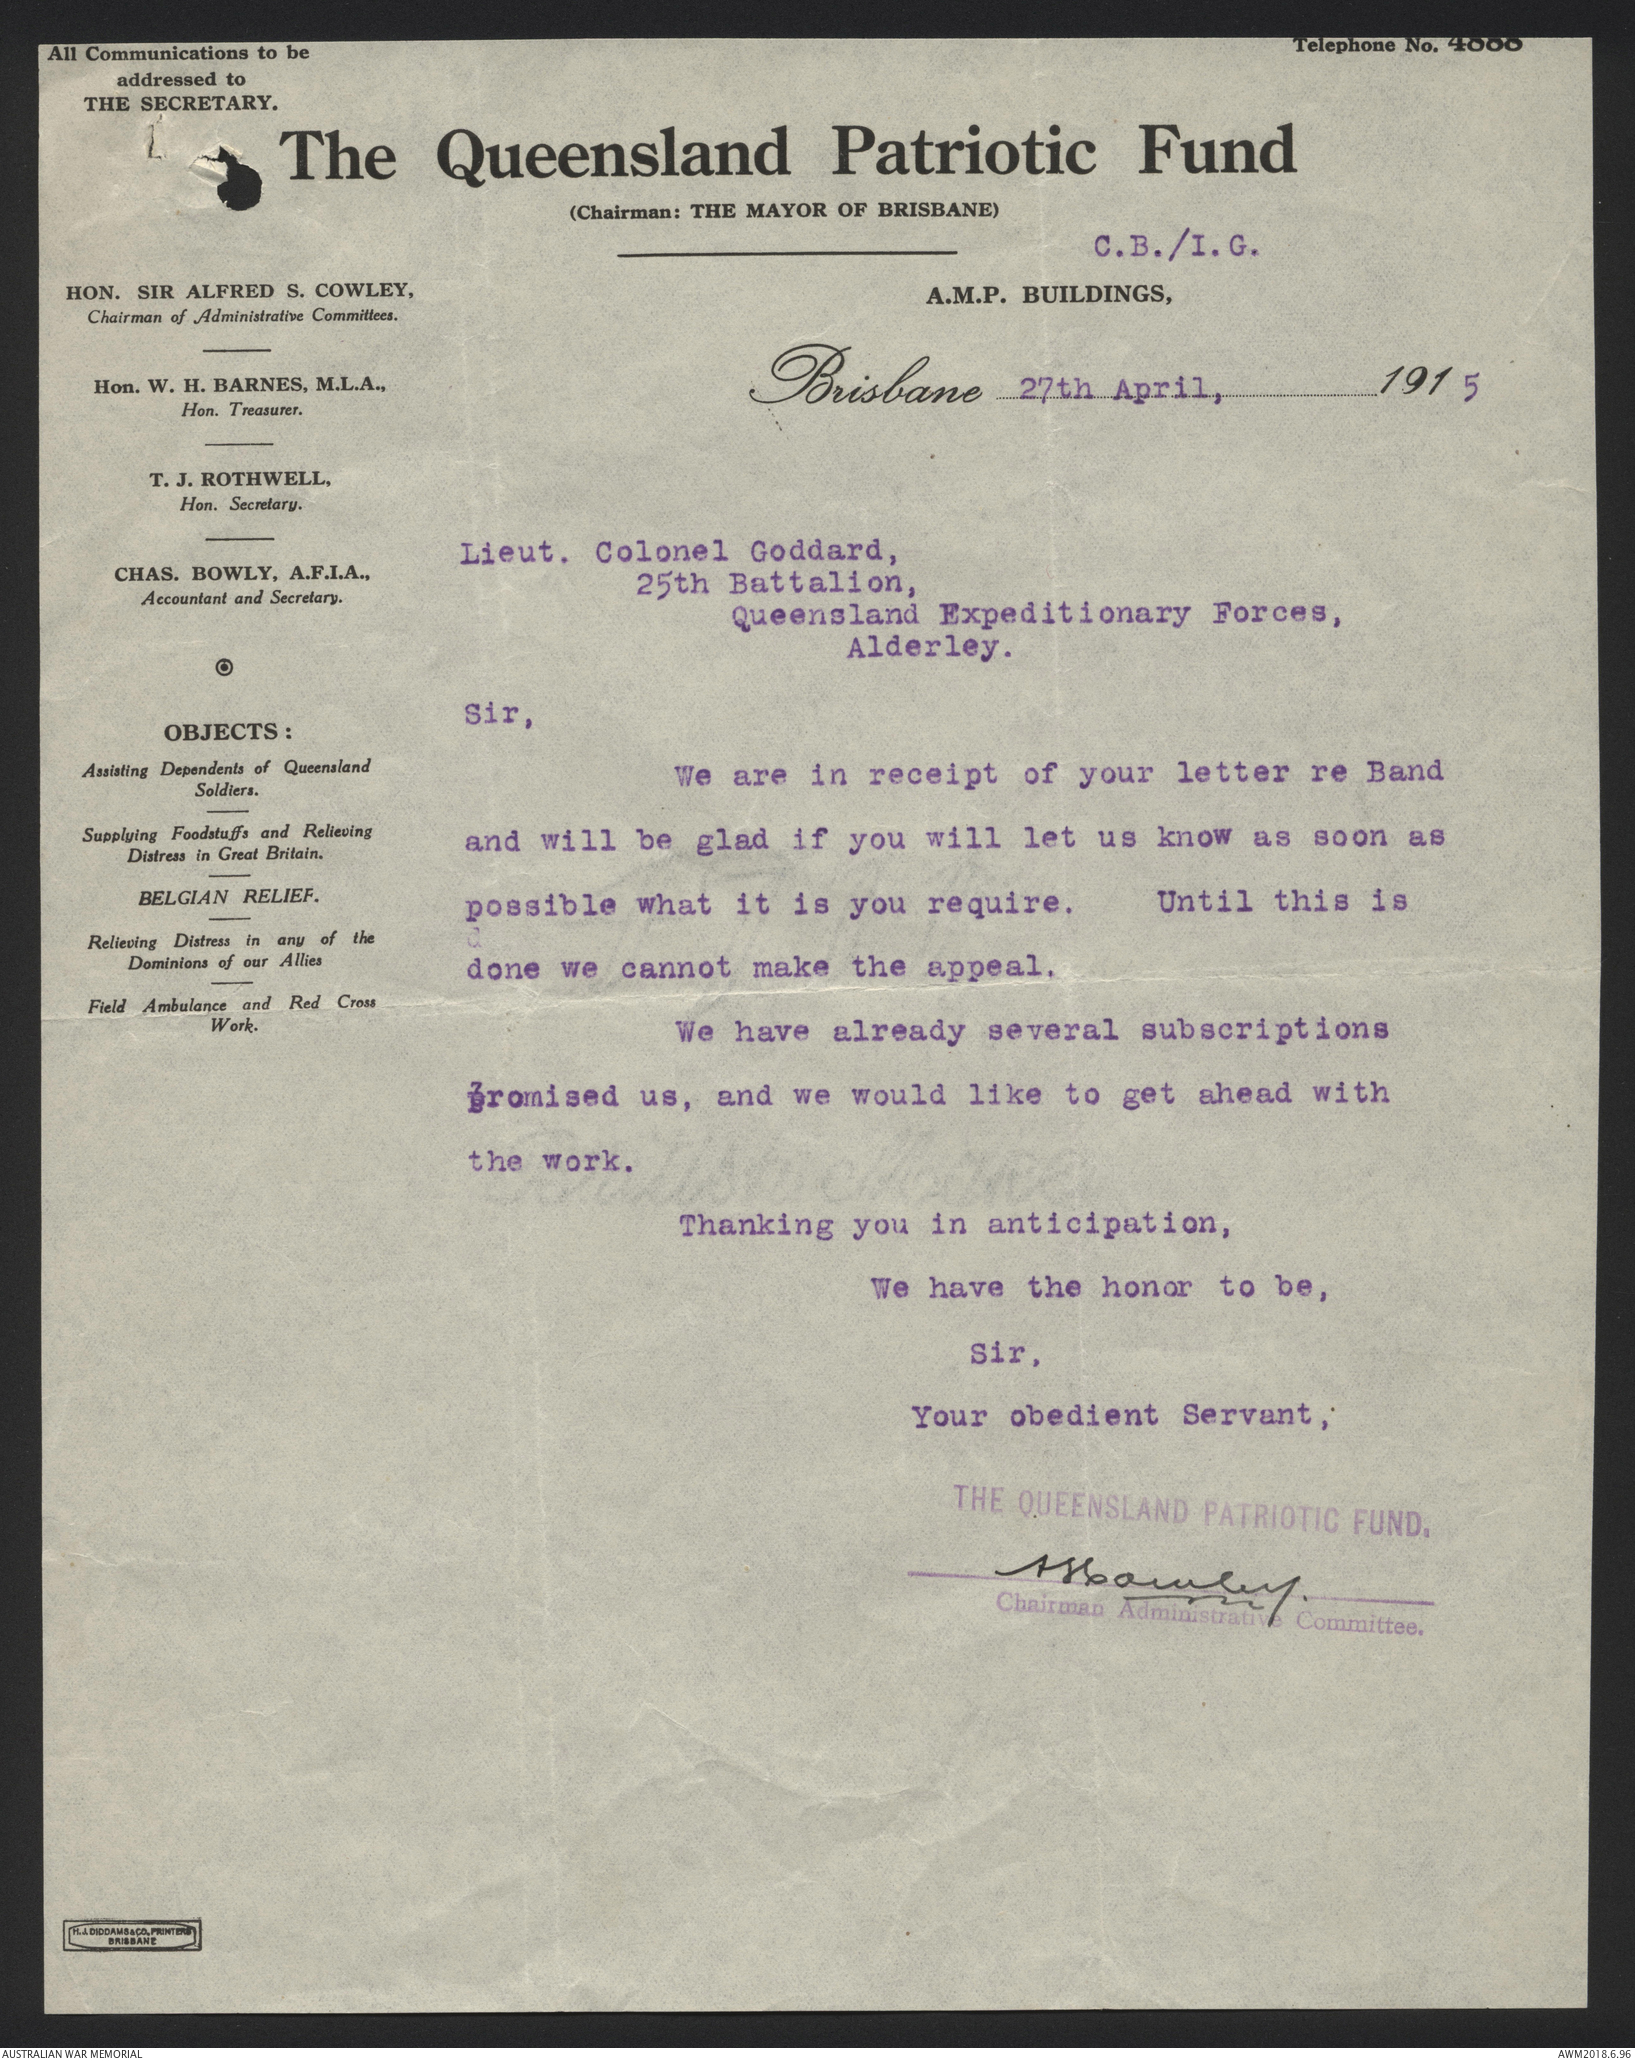 All Communications to be
addressed to
THE SECRETARY.
Telephone No.
The Queensland Patriotic Fund
(Chairman: THE MAYOR OF BRISBANE)
C.B./I.G.
A.M.P. BUILDINGS,
Brisbane 27th April, 1915
HON. SIR ALFRED S. COWLEY,
Chairman of Administrative Committees.
Hon. W. H. BARNES, M.L.A.,
Hon. Treasurer.
T. J. ROTHWELL,
Hon. Secretary.
CHAS. BOWLY, A.F.I.A.,
Accountant and Secretary.
OBJECTS :
Assisting Dependents of Queensland
Soldiers.
Supplying Foodstuffs and Relieving
Distress in Great Britain.
BELGIAN RELIEF.
Relieving Distress in any of the
Dominions of our Allies
Field Ambulance and Red Cross
Work.
Lieut. Colonel Goddard,
25th Battalion,
Queensland Expeditionary Forces,
Alderley.
Sir,
We are in receipt of your letter re Band
and will be glad if you will let us know as soon as
possible what it is you require. Until this is
done we cannot make the appeal.
We have already several subscriptions
promised us, and we would like to get ahead with
the work.
Thanking you in anticipation,
We have the honor to be,
Sir,
Your obedient Servant,
THE QUEENSLAND PATRIOTIC FUND.
A S Cowley.
Chairman Administrative Committee.
H.J. DIDDAMS & CO. PRINTERS
BRISBANE
AUSTRALIAN WAR MEMORIAL
AWM2018.6.96